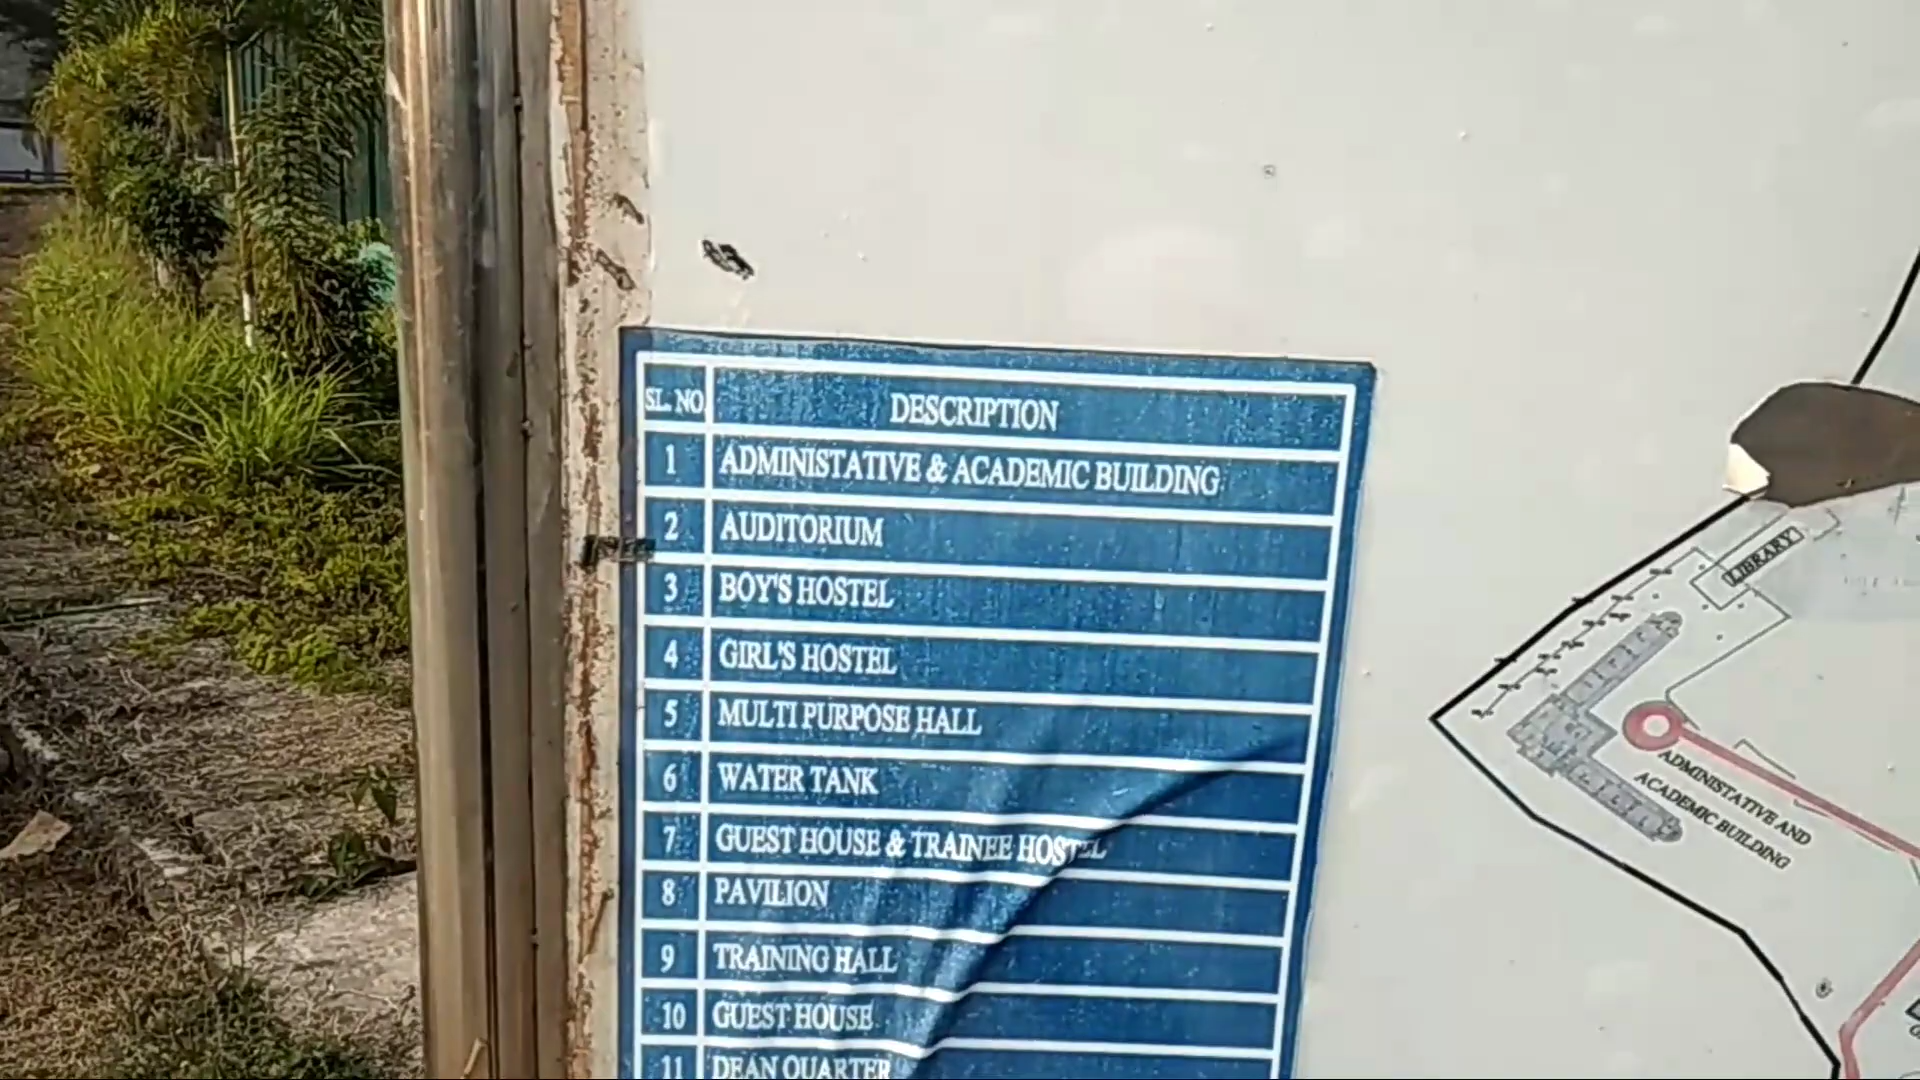 SL. NO. DESCRIPTION
1 ADMINISTATIVE & ACADEMIC BUILDING
2 AUDITORIUM
3 BOY'S HOSTEL
4 GIRL'S HOSTEL
5 MULTI PURPOSE HALL
6 WATER TANK
7 GUEST HOUSE & TRAINEE HOSTEL
8 PAVILION
9 TRAINING HALL
10 GUEST HOUSE
11 DEAN QUARTER
LIBRARY
ADMINISTATIVE AND
ACADEMIC BUILDING